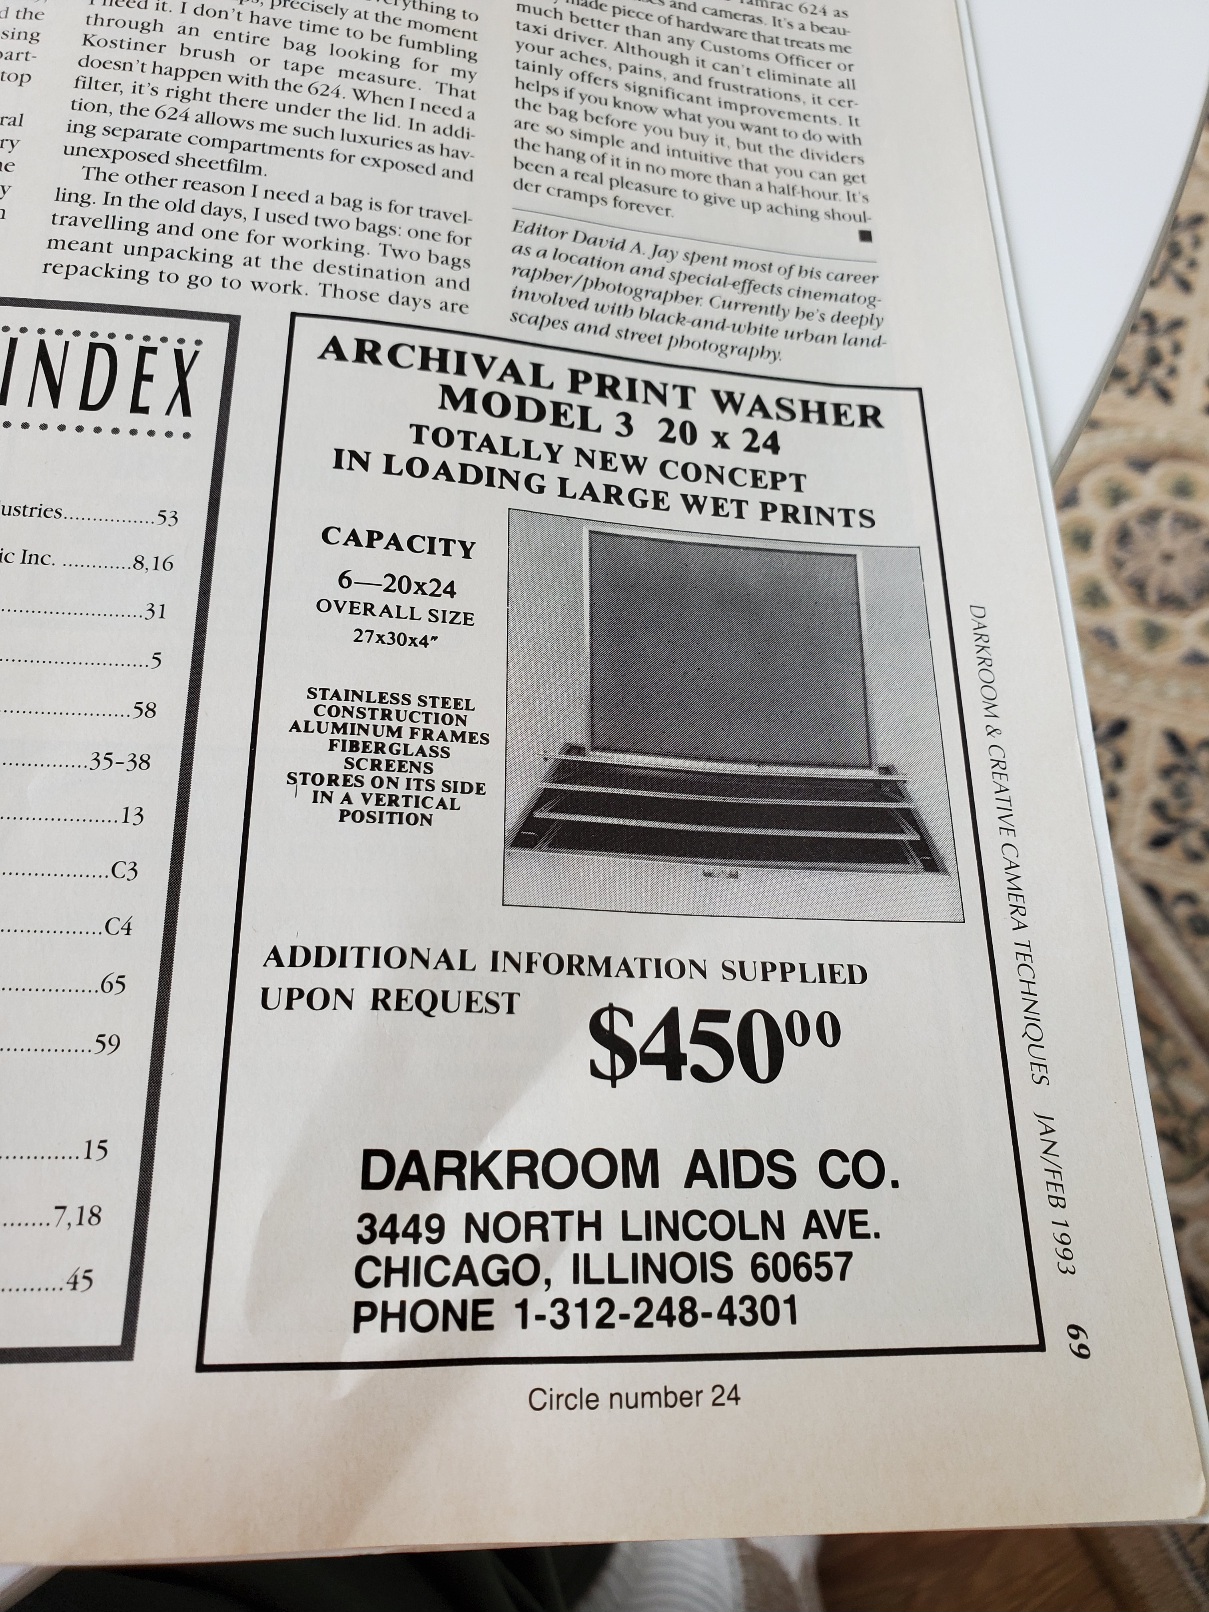 d the
sing
part-
top
ral
ry
ne
y
n
everything to
precisely at the moment
I need it. I don't have time to be fumbling
through an entire bag looking for my
Kostiner brush or tape measure. That
doesn't happen with the 624. When I need a
filter, it's right there under the lid. In addi-
tion, the 624 allows me such luxuries as hav-
ing separate compartments for exposed and
unexposed sheetfilm.
The other reason I need a bag is for travel-
ling. In the old days, I used two bags: one for
travelling and one for working. Two bags
meant unpacking at the destination and
repacking to go to work. Those days are
Tamrac 624 as
and cameras. It's a beau-
made piece of hardware that treats me
much better than any Customs Officer or
taxi driver. Although it can't eliminate all
your aches, pains, and frustrations, it cer-
tainly offers significant improvements. It
helps if you know what you want to do with
the bag before you buy it, but the dividers
are so simple and intuitive that you can get
the hang of it in no more than a half-hour. It's
been a real pleasure to give up aching shoul-
der cramps forever.
Editor David A. Jay spent most of his career
as a location and special-effects cinematog-
rapher/photographer. Currently he's deeply
involved with black-and-white urban land-
scapes and street photography.
INDEX
ustries................53
ic Inc. ............8,16
31
5
58
35-38
13
C3
C4
65
59
15
7,18
45
ARCHIVAL PRINT WASHER
MODEL 3 20 x 24
TOTALLY NEW CONCEPT
IN LOADING LARGE WET PRINTS
CAPACITY
6—20x24
OVERALL SIZE
27x30x4"
STAINLESS STEEL
CONSTRUCTION
ALUMINUM FRAMES
FIBERGLASS
SCREENS
STORES ON ITS SIDE
IN A VERTICAL
POSITION
ADDITIONAL INFORMATION SUPPLIED
UPON REQUEST
$450⁰⁰
DARKROOM AIDS CO.
3449 NORTH LINCOLN AVE.
CHICAGO, ILLINOIS 60657
PHONE 1-312-248-4301
Circle number 24
DARKROOM & CREATIVE CAMERA TECHNIQUES JAN/FEB 1993 69